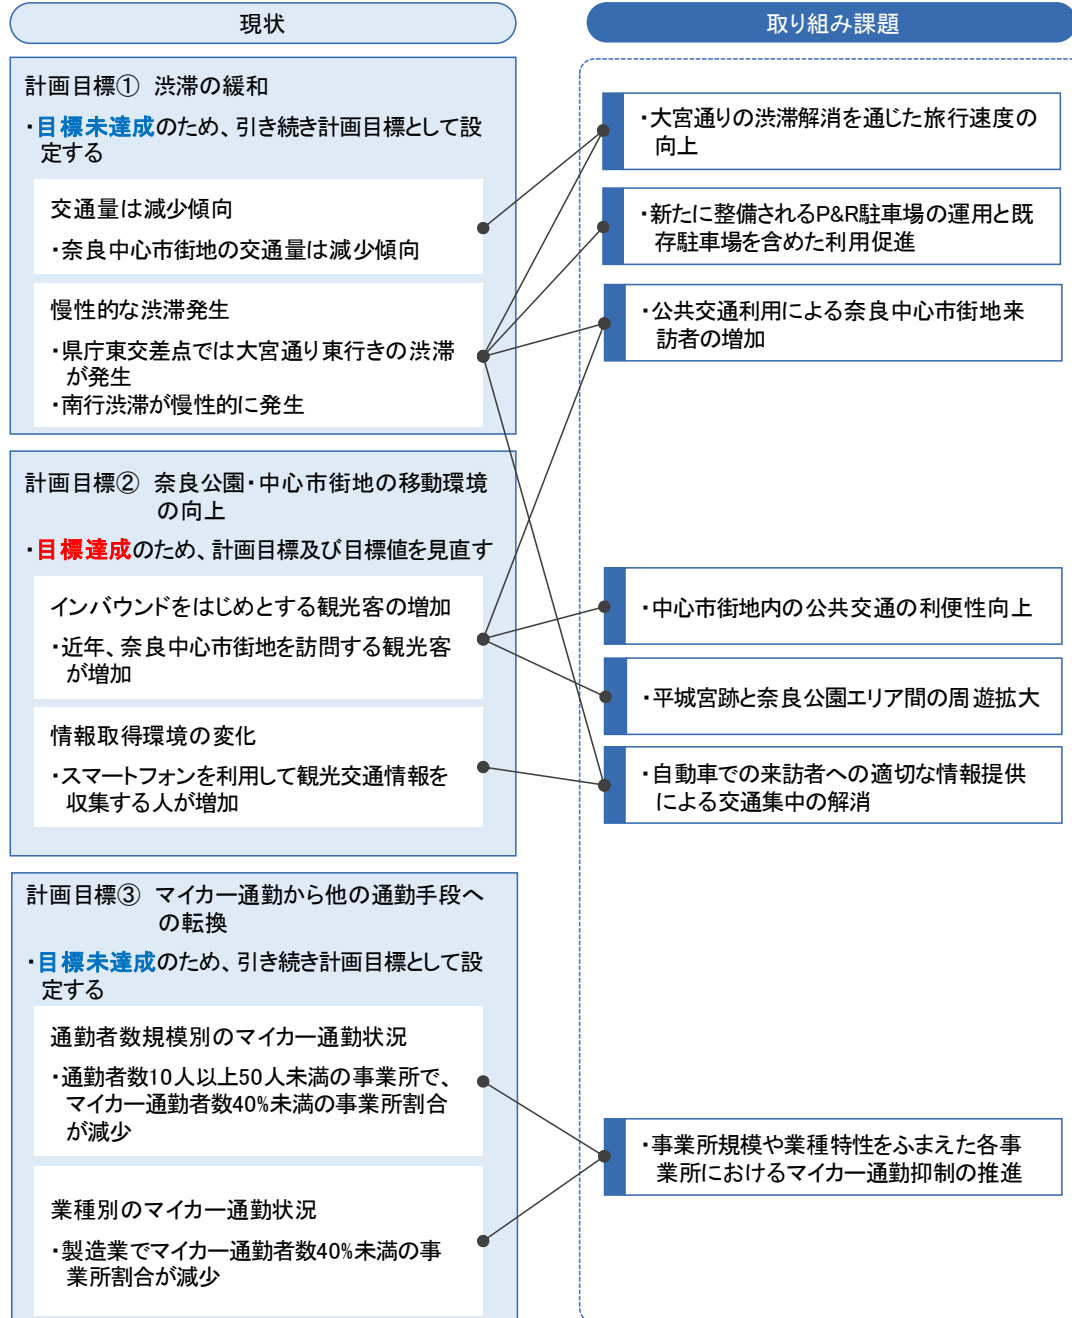 現状
計画目標① 渋滞の緩和
・目標未達成のため、引き続き計画目標として設
定する
交通量は減少傾向
・奈良中心市街地の交通量は減少傾向
慢性的な渋滞発生
・県庁東交差点では大宮通り東行きの渋滞
が発生
・南行渋滞が慢性的に発生
計画目標② 奈良公園・中心市街地の移動環境
の向上
・目標達成のため、計画目標及び目標値を見直す
インバウンドをはじめとする観光客の増加
・近年、奈良中心市街地を訪問する観光客
が増加
情報取得環境の変化
・スマートフォンを利用して観光交通情報を
収集する人が増加
計画目標③ マイカー通勤から他の通勤手段へ
の転換
・目標未達成のため、引き続き計画目標として設
定する
通勤者数規模別のマイカー通勤状況
・通勤者数10人以上50人未満の事業所で、
マイカー通勤者数40%未満の事業所割合
が減少
業種別のマイカー通勤状況
・製造業でマイカー通勤者数40%未満の事
業所割合が減少
取り組み課題
・大宮通りの渋滞解消を通じた旅行速度の
向上
・新たに整備されるP&R駐車場の運用と既
存駐車場を含めた利用促進
・公共交通利用による奈良中心市街地来
訪者の増加
・中心市街地内の公共交通の利便性向上
・平城宮跡と奈良公園エリア間の周遊拡大
・自動車での来訪者への適切な情報提供
による交通集中の解消
・事業所規模や業種特性をふまえた各事
業所におけるマイカー通勤抑制の推進